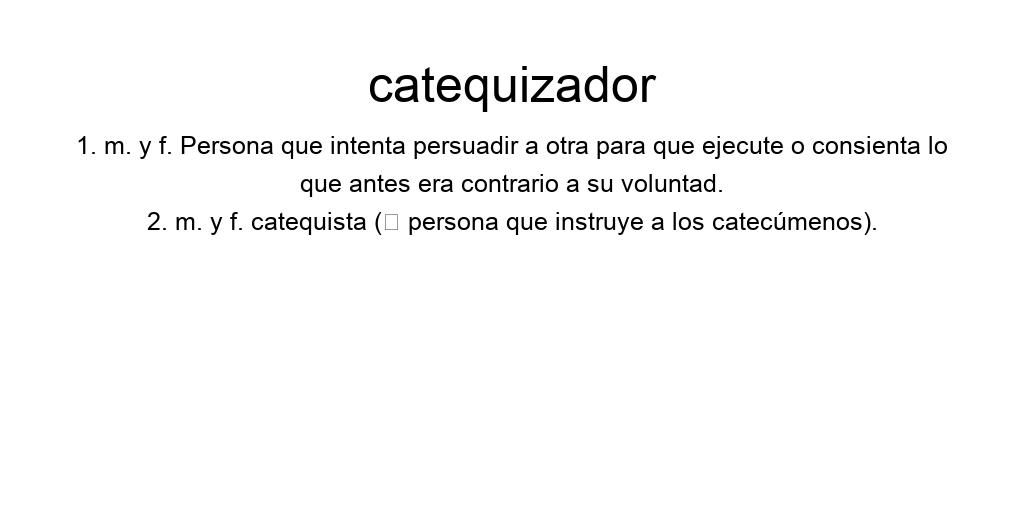 catequizador
1. m. y f. Persona que intenta persuadir a otra para que ejecute o consienta lo
que antes era contrario a su voluntad.
2. m. y f. catequista (□ persona que instruye a los catecúmenos).